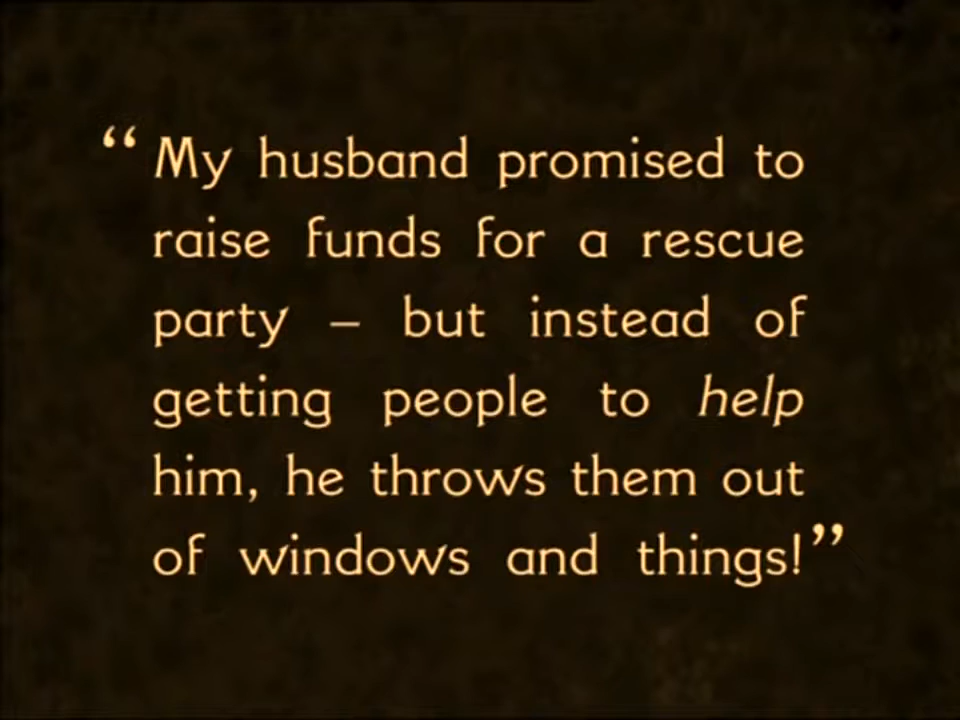 “My husband promised to
raise funds for a rescue
party – but instead of
getting people to help
him, he throws them out
of windows and things!”